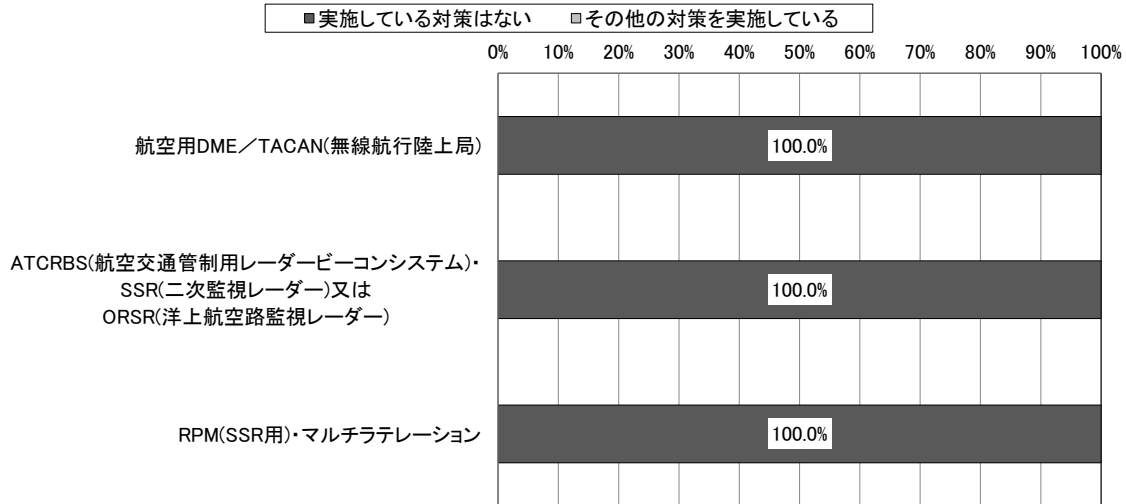 ■実施している対策はない □その他の対策を実施している
0% 10% 20% 30% 40% 50% 60% 70% 80% 90% 100%
航空用DME／TACAN(無線航行陸上局)
100.0%
ATCRBS(航空交通管制用レーダービーコンシステム)・
SSR(二次監視レーダー)又は
ORSR(洋上航空路監視レーダー)
100.0%
RPM(SSR用)・マルチラテレーション
100.0%